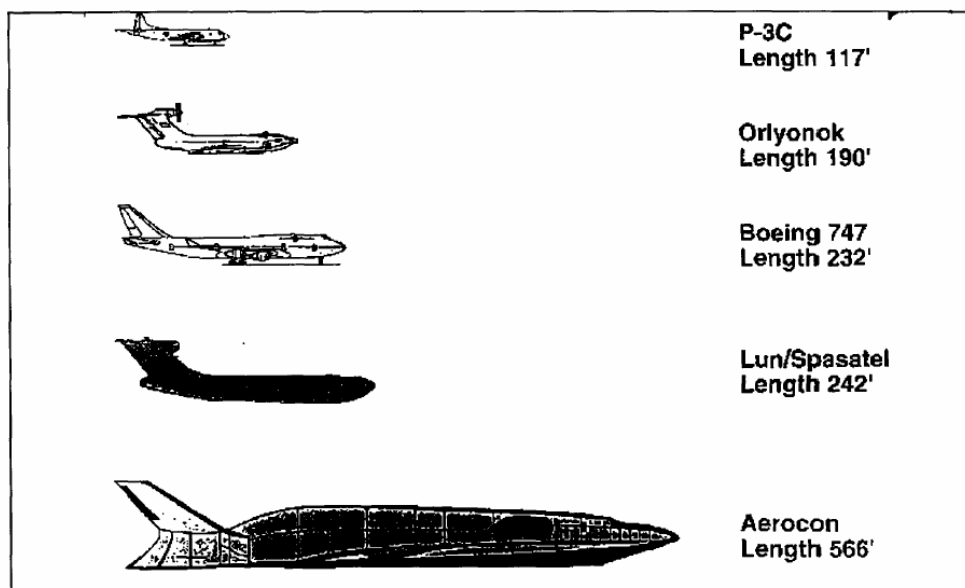 P-3C
Length 117'
Orlyonok
Length 190'
Boeing 747
Length 232'
Lun/Spasatel
Length 242'
Aerocon
Length 566'